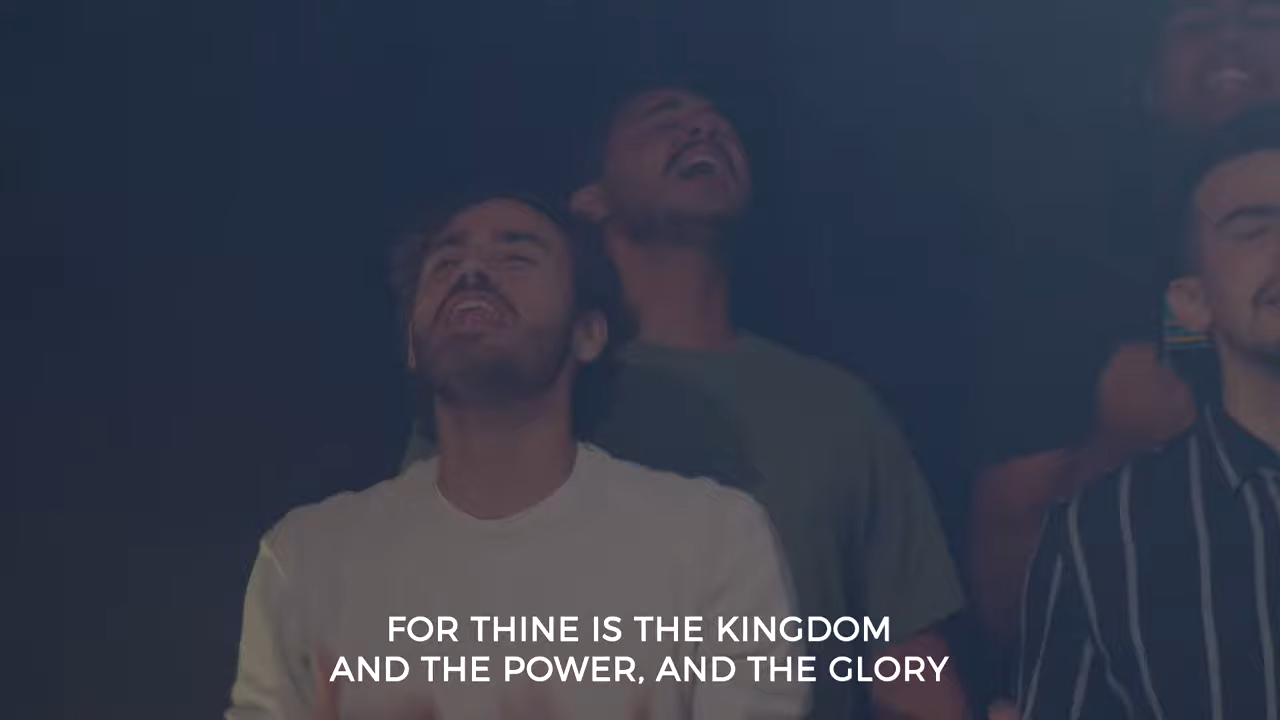 FOR THINE IS THE KINGDOM
AND THE POWER, AND THE GLORY